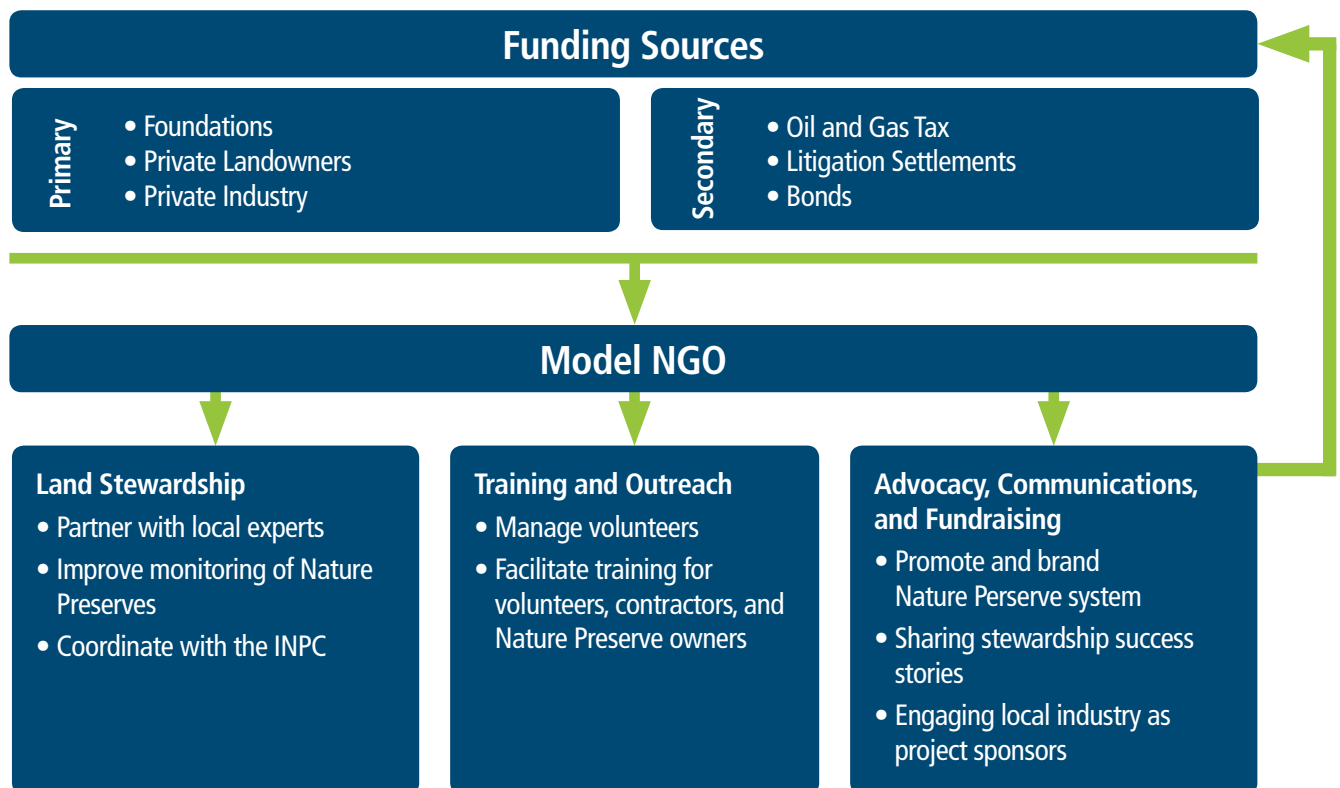 Funding Sources
Primary
• Foundations
• Private Landowners
• Private Industry
Secondary
• Oil and Gas Tax
• Litigation Settlements
• Bonds
Model NGO
Land Stewardship
• Partner with local experts
• Improve monitoring of Nature
Preserves
• Coordinate with the INPC
Training and Outreach
• Manage volunteers
• Facilitate training for
volunteers, contractors, and
Nature Preserve owners
Advocacy, Communications,
and Fundraising
• Promote and brand
Nature Perserve system
• Sharing stewardship success
stories
• Engaging local industry as
project sponsors